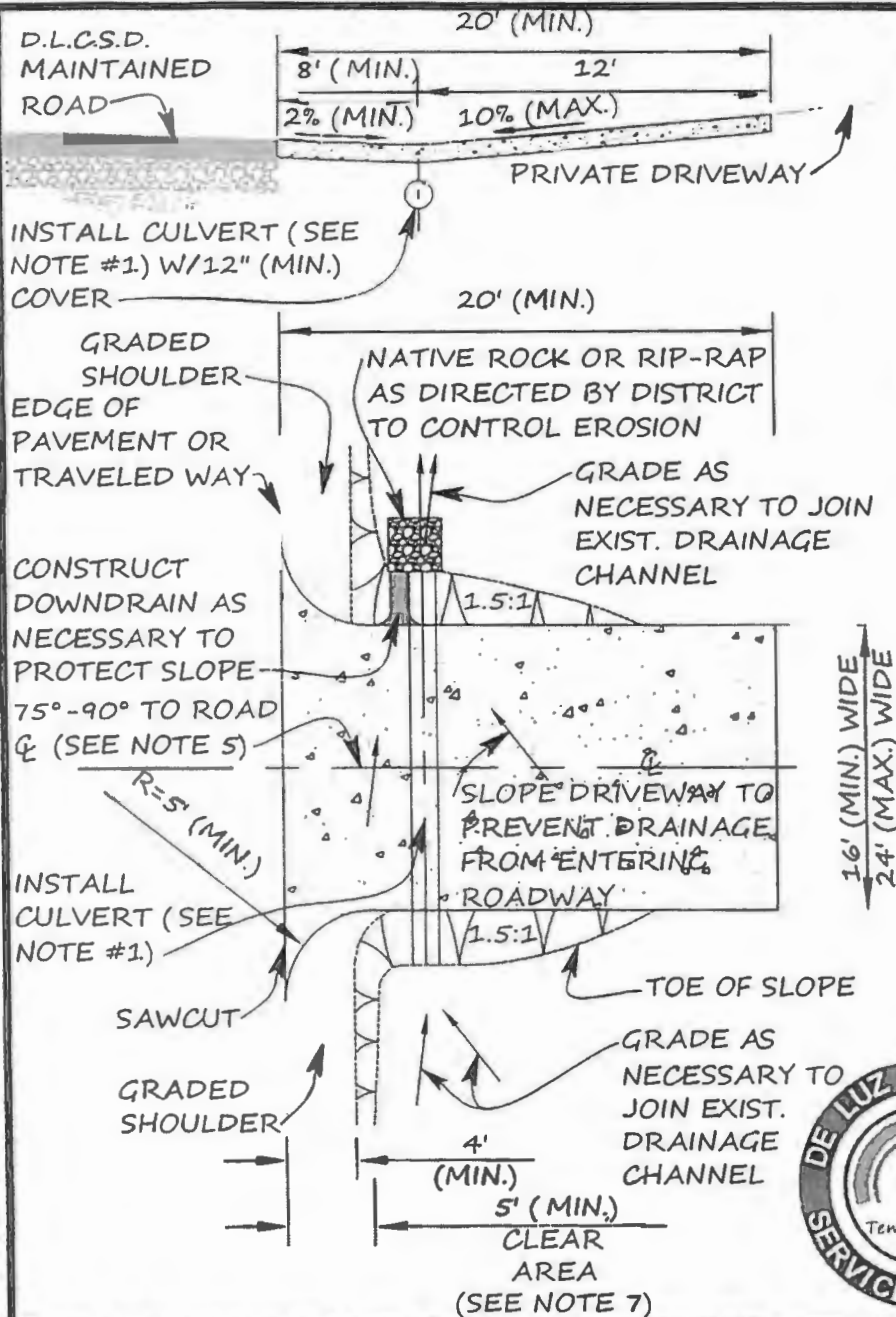 20' (MIN.)
D.L.C.S.D.
MAINTAINED
ROAD
8' (MIN.)
12'
2% (MIN.)
10% (MAX.)
PRIVATE DRIVEWAY
1
INSTALL CULVERT (SEE
NOTE #1) W/12" (MIN.)
COVER
20' (MIN.)
GRADED
SHOULDER
NATIVE ROCK OR RIP-RAP
AS DIRECTED BY DISTRICT
TO CONTROL EROSION
EDGE OF
PAVEMENT OR
TRAVELED WAY
GRADE AS
NECESSARY TO JOIN
EXIST. DRAINAGE
CHANNEL
CONSTRUCT
DOWNDRAIN AS
NECESSARY TO
PROTECT SLOPE
1.5:1
75°-90° TO ROAD
℄ (SEE NOTE 5)
℄
R=5' (MIN.)
SLOPE DRIVEWAY TO
PREVENT DRAINAGE
FROM ENTERING
ROADWAY
16' (MIN.) WIDE
24' (MAX.) WIDE
INSTALL
CULVERT (SEE
NOTE #1)
1.5:1
SAWCUT
TOE OF SLOPE
GRADED
SHOULDER
GRADE AS
NECESSARY TO
JOIN EXIST.
DRAINAGE
CHANNEL
4'
(MIN.)
5' (MIN.)
CLEAR
AREA
(SEE NOTE 7)
DE LUZ